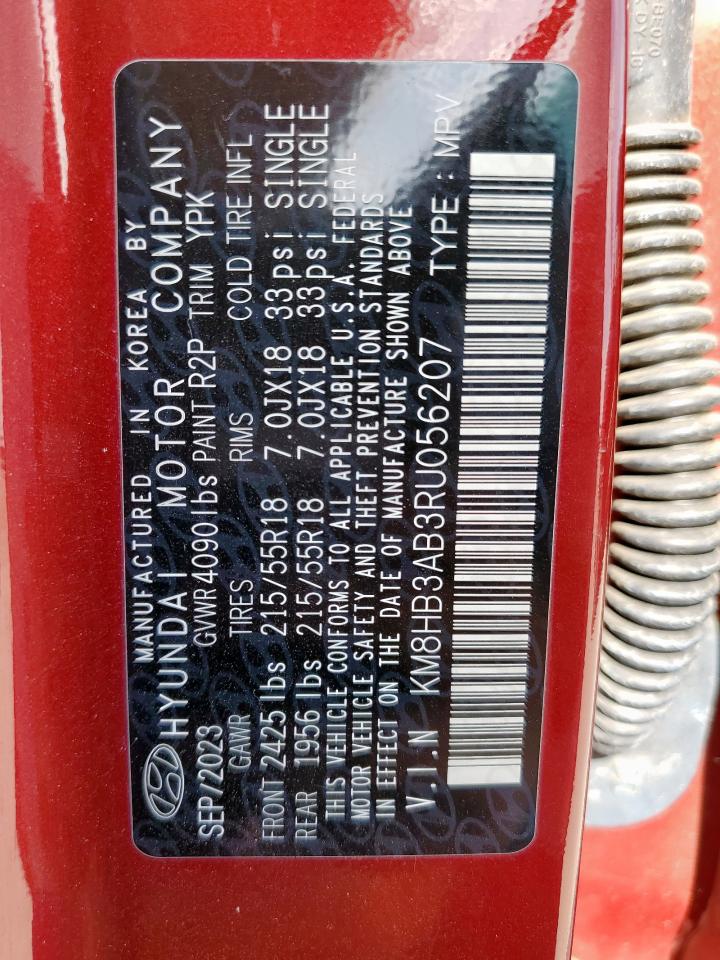 MANUFACTURED IN KOREA BY
HYUNDAI MOTOR COMPANY
SEP/2023 GVWR 4090 lbs PAINT R2P TRIM YPK
GAWR TIRES RIMS COLD TIRE INFL
FRONT 2425 lbs 215/55R18 7.0JX18 33 psi SINGLE
REAR 1956 lbs 215/55R18 7.0JX18 33 psi SINGLE
THIS VEHICLE CONFORMS TO ALL APPLICABLE U.S.A. FEDERAL
MOTOR VEHICLE SAFETY AND THEFT PREVENTION STANDARDS
IN EFFECT ON THE DATE OF MANUFACTURE SHOWN ABOVE
V.I.N KM8HB3AB3RU056207 TYPE : MPV